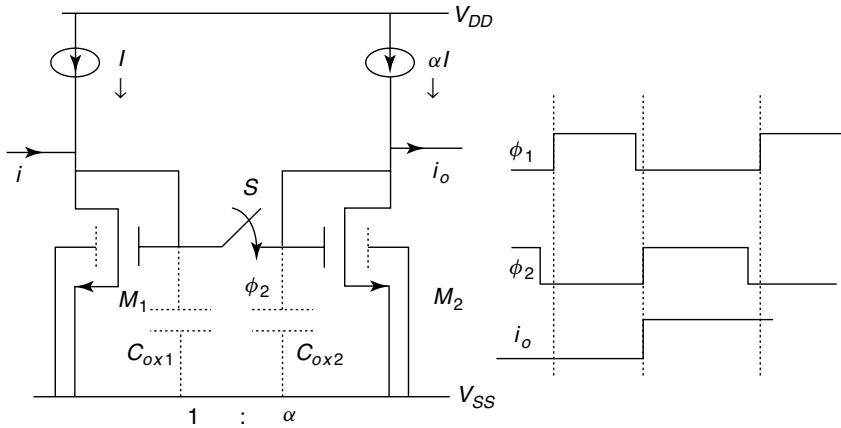 V_DD
I
αI
i
i_o
S
ϕ_1
ϕ_2
M_1
ϕ_2
M_2
C_ox1
C_ox2
i_o
V_SS
1 : α